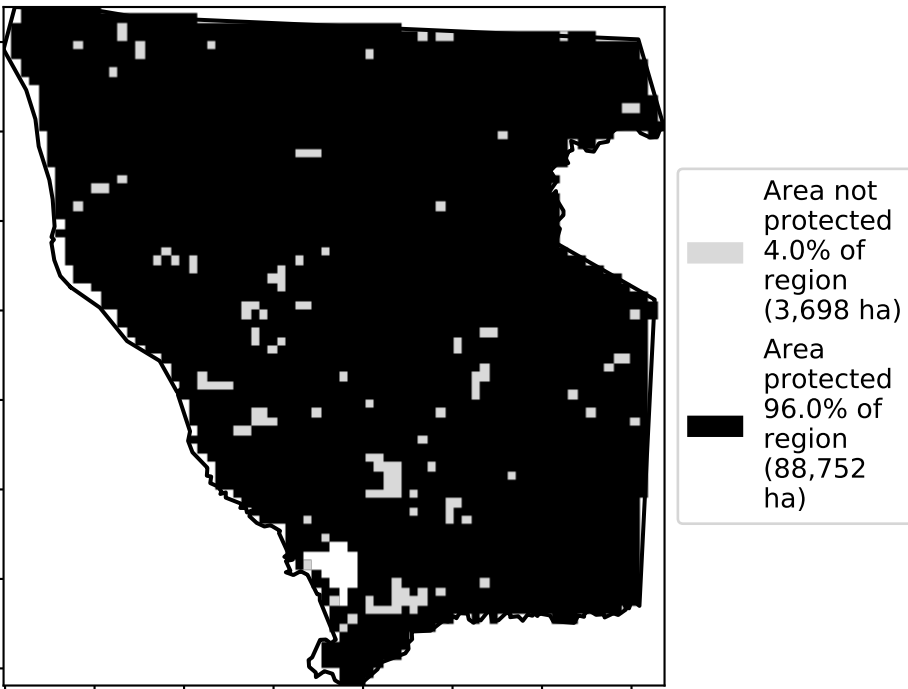 Area not
protected
4.0% of
region
(3,698 ha)
Area
protected
96.0% of
region
(88,752
ha)